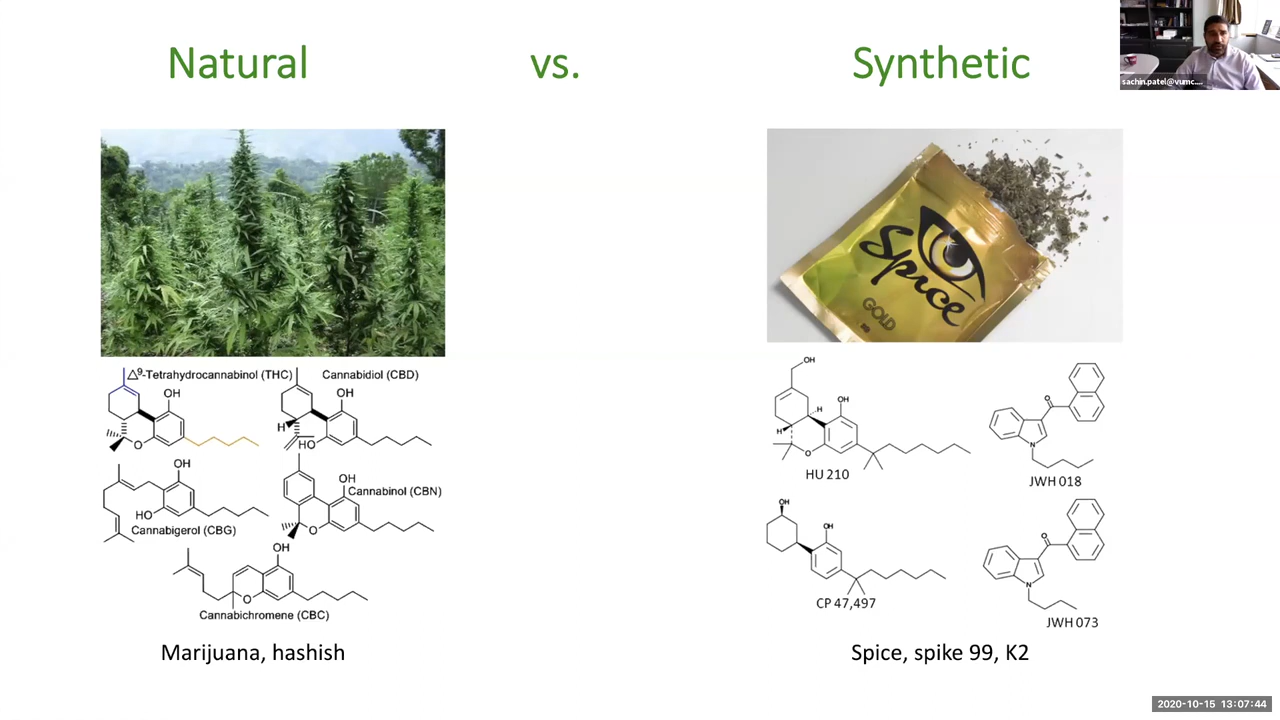 Natural vs. Synthetic
sachin.patel@vumc....
Spice
GOLD
Δ9-Tetrahydrocannabinol (THC)
OH
O
Cannabidiol (CBD)
OH
H
HO
OH
HO
Cannabigerol (CBG)
OH
Cannabinol (CBN)
O
OH
O
Cannabichromene (CBC)
OH
OH
H
H
O
HU 210
O
N
JWH 018
OH
OH
CP 47,497
O
N
JWH 073
Marijuana, hashish
Spice, spike 99, K2
2020-10-15 13:07:44